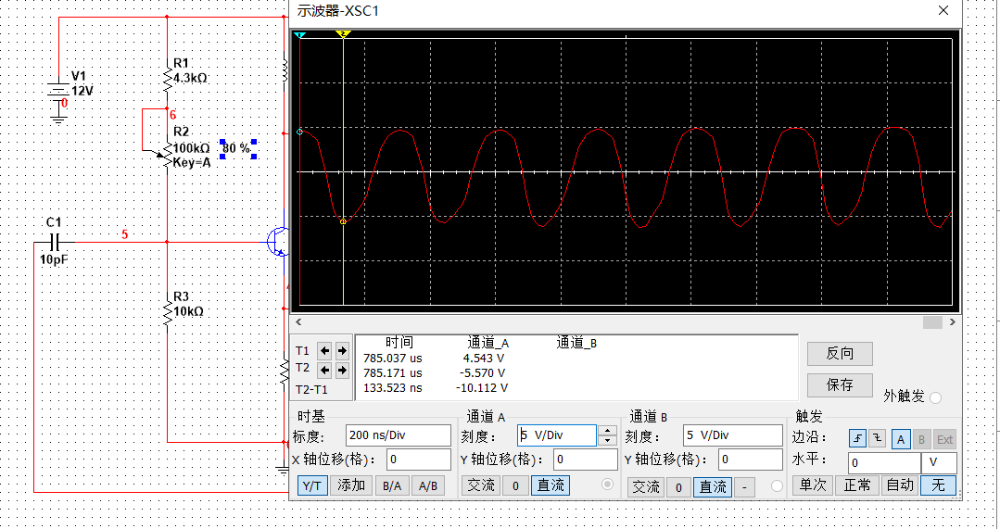 示波器-XSC1
V1
12V
0
R1
4.3kΩ
6
R2
100kΩ 80 %
Key=A
C1
10pF
5
R3
10kΩ
1 2
时间 通道_A 通道_B
T1 785.037 us 4.543 V
T2 785.171 us -5.570 V
T2-T1 133.523 ns -10.112 V
反向
保存
外触发
时基
标度: 200 ns/Div
X 轴位移(格): 0
Y/T 添加 B/A A/B
通道 A
刻度: 5 V/Div
Y 轴位移(格): 0
交流 0 直流
通道 B
刻度: 5 V/Div
Y 轴位移(格): 0
交流 0 直流 -
触发
边沿: A B Ext
水平: 0 V
单次 正常 自动 无